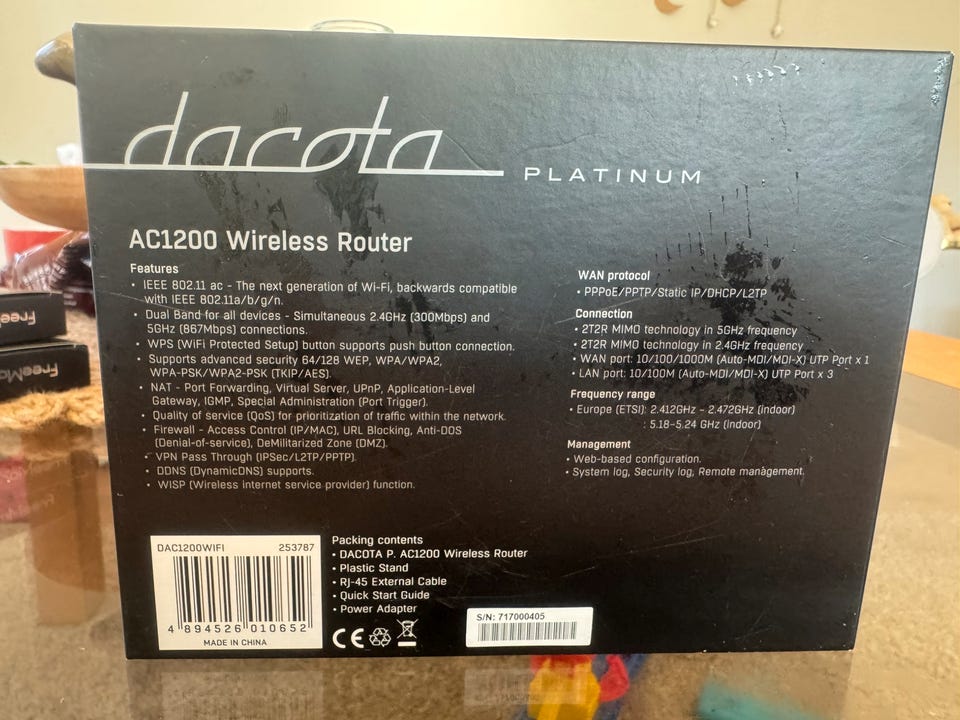 dacota PLATINUM
AC1200 Wireless Router
Features
• IEEE 802.11 ac - The next generation of Wi-Fi, backwards compatible
with IEEE 802.11a/b/g/n.
• Dual Band for all devices - Simultaneous 2.4GHz (300Mbps) and
5GHz (867Mbps) connections.
• WPS (WiFi Protected Setup) button supports push button connection.
• Supports advanced security 64/128 WEP, WPA/WPA2,
WPA-PSK/WPA2-PSK (TKIP/AES).
• NAT - Port Forwarding, Virtual Server, UPnP, Application-Level
Gateway, IGMP, Special Administration (Port Trigger).
• Quality of service (QoS) for prioritization of traffic within the network.
• Firewall - Access Control (IP/MAC), URL Blocking, Anti-DOS
(Denial-of-service), DeMilitarized Zone (DMZ).
• VPN Pass Through (IPSec/L2TP/PPTP).
• DDNS (DynamicDNS) supports.
• WISP (Wireless internet service provider) function.
WAN protocol
• PPPoE/PPTP/Static IP/DHCP/L2TP
Connection
• 2T2R MIMO technology in 5GHz frequency
• 2T2R MIMO technology in 2.4GHz frequency
• WAN port: 10/100/1000M (Auto-MDI/MDI-X) UTP Port x 1
• LAN port: 10/100M (Auto-MDI/MDI-X) UTP Port x 3
Frequency range
• Europe (ETSI): 2.412GHz - 2.472GHz (indoor)
: 5.18-5.24 GHz (indoor)
Management
• Web-based configuration.
• System log, Security log, Remote management.
DAC1200WIFI 253787
4 894526 010652
MADE IN CHINA
Packing contents
• DACOTA P. AC1200 Wireless Router
• Plastic Stand
• RJ-45 External Cable
• Quick Start Guide
• Power Adapter
CE
S/N: 717000405